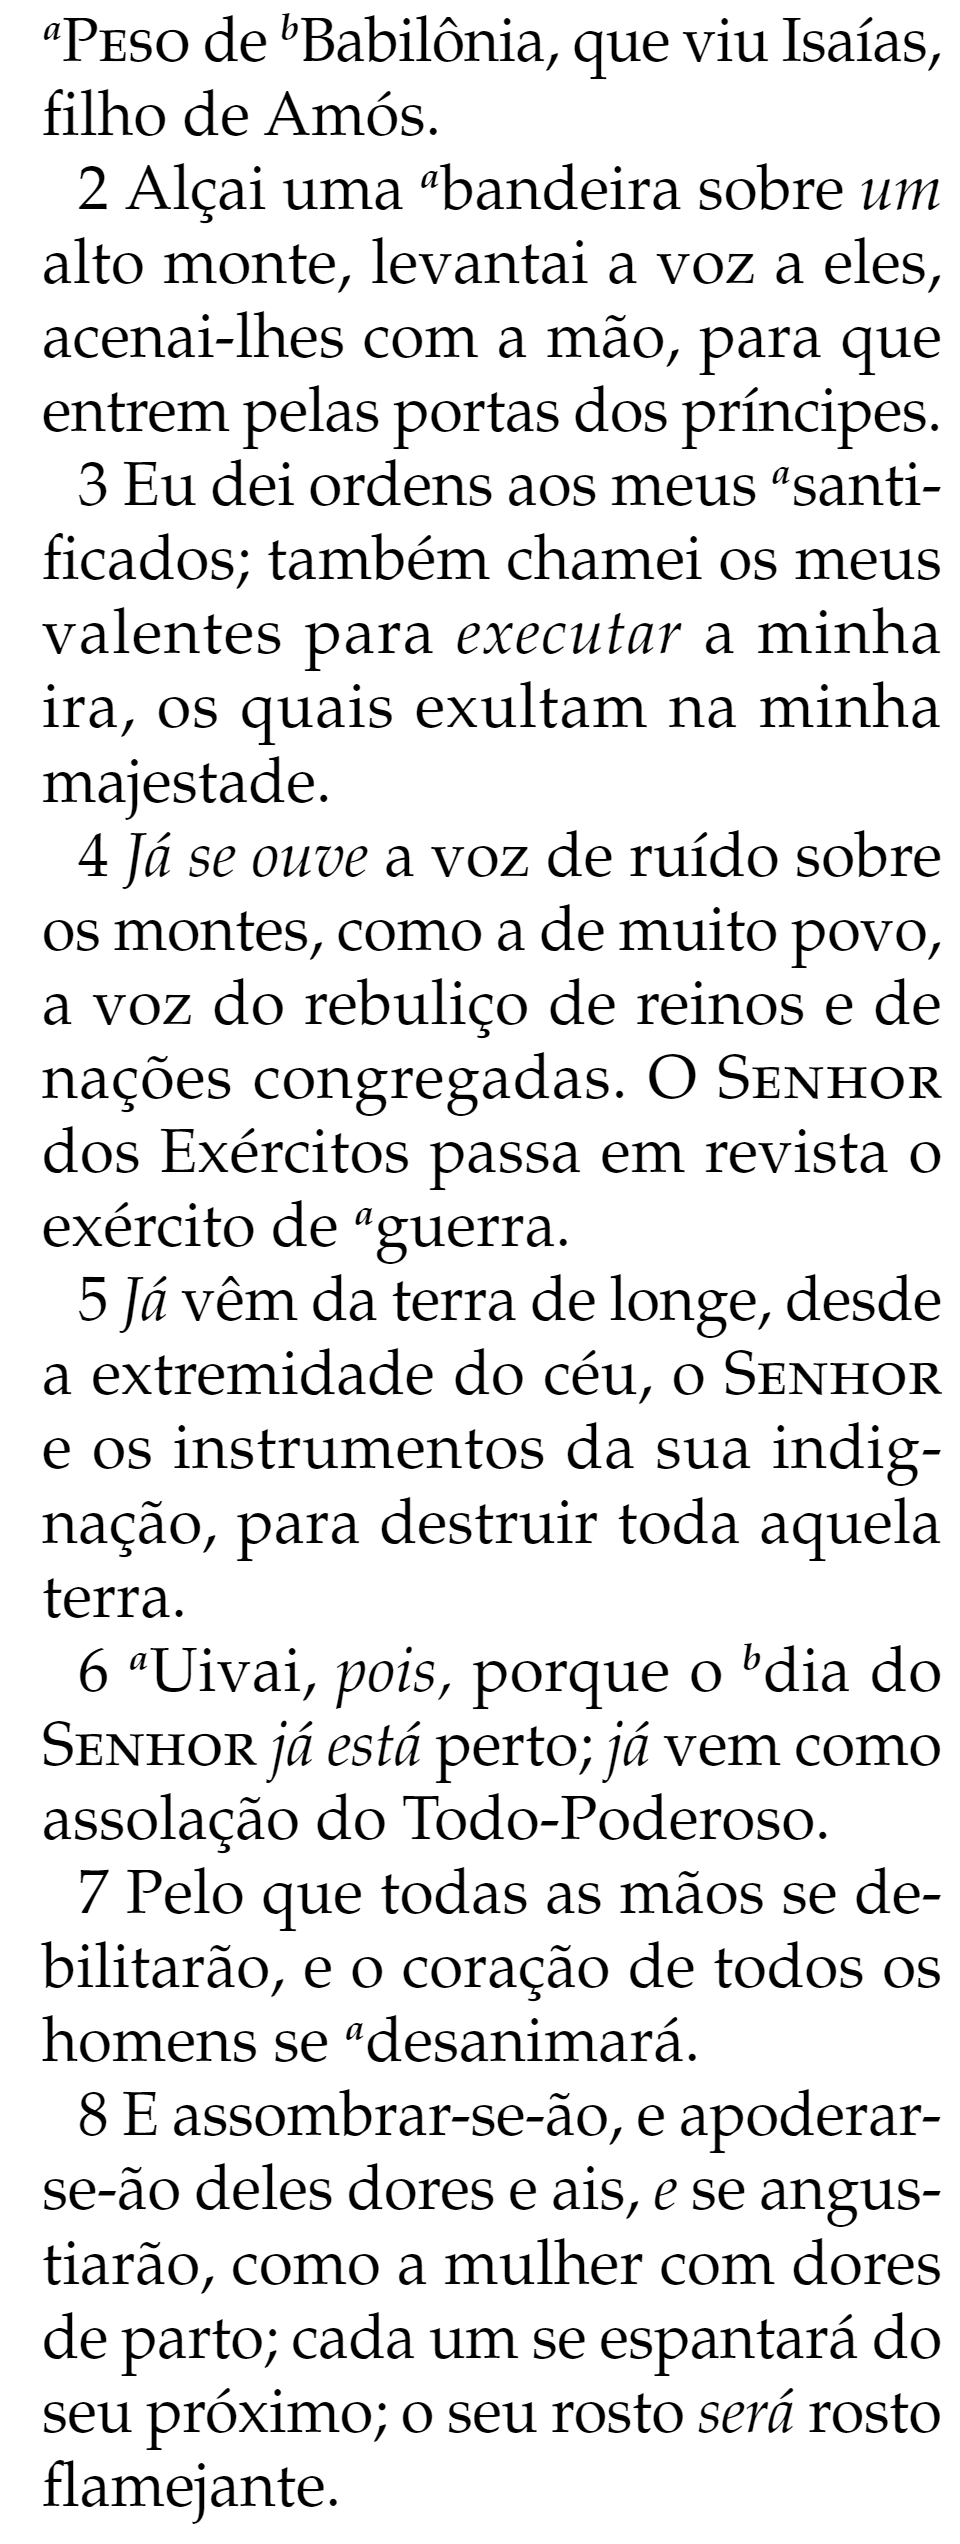 aPeso de bBabilônia, que viu Isaías,
filho de Amós.
2 Alçai uma abandeira sobre um
alto monte, levantai a voz a eles,
acenai-lhes com a mão, para que
entrem pelas portas dos príncipes.
3 Eu dei ordens aos meus asanti-
ficados; também chamei os meus
valentes para executar a minha
ira, os quais exultam na minha
majestade.
4 Já se ouve a voz de ruído sobre
os montes, como a de muito povo,
a voz do rebuliço de reinos e de
nações congregadas. O SENHOR
dos Exércitos passa em revista o
exército de aguerra.
5 Já vêm da terra de longe, desde
a extremidade do céu, o SENHOR
e os instrumentos da sua indig-
nação, para destruir toda aquela
terra.
6 aUivai, pois, porque o bdia do
SENHOR já está perto; já vem como
assolação do Todo-Poderoso.
7 Pelo que todas as mãos se de-
bilitarão, e o coração de todos os
homens se adesanimará.
8 E assombrar-se-ão, e apoderar-
se-ão deles dores e ais, e se angus-
tiarão, como a mulher com dores
de parto; cada um se espantará do
seu próximo; o seu rosto será rosto
flamejante.